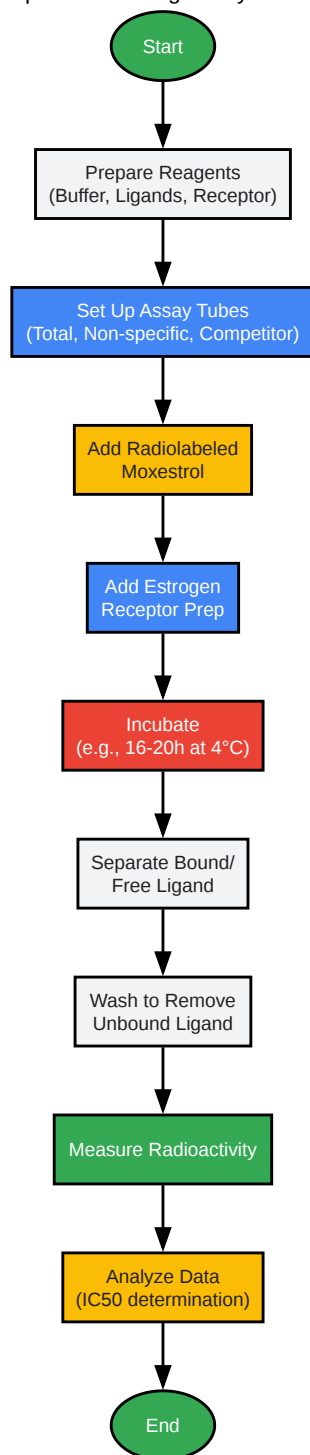 Start
Prepare Reagents
(Buffer, Ligands, Receptor)
Set Up Assay Tubes
(Total, Non-specific, Competitor)
Add Radiolabeled
Moxestrol
Add Estrogen
Receptor Prep
Incubate
(e.g., 16-20h at 4°C)
Separate Bound/
Free Ligand
Wash to Remove
Unbound Ligand
Measure Radioactivity
Analyze Data
(IC50 determination)
End